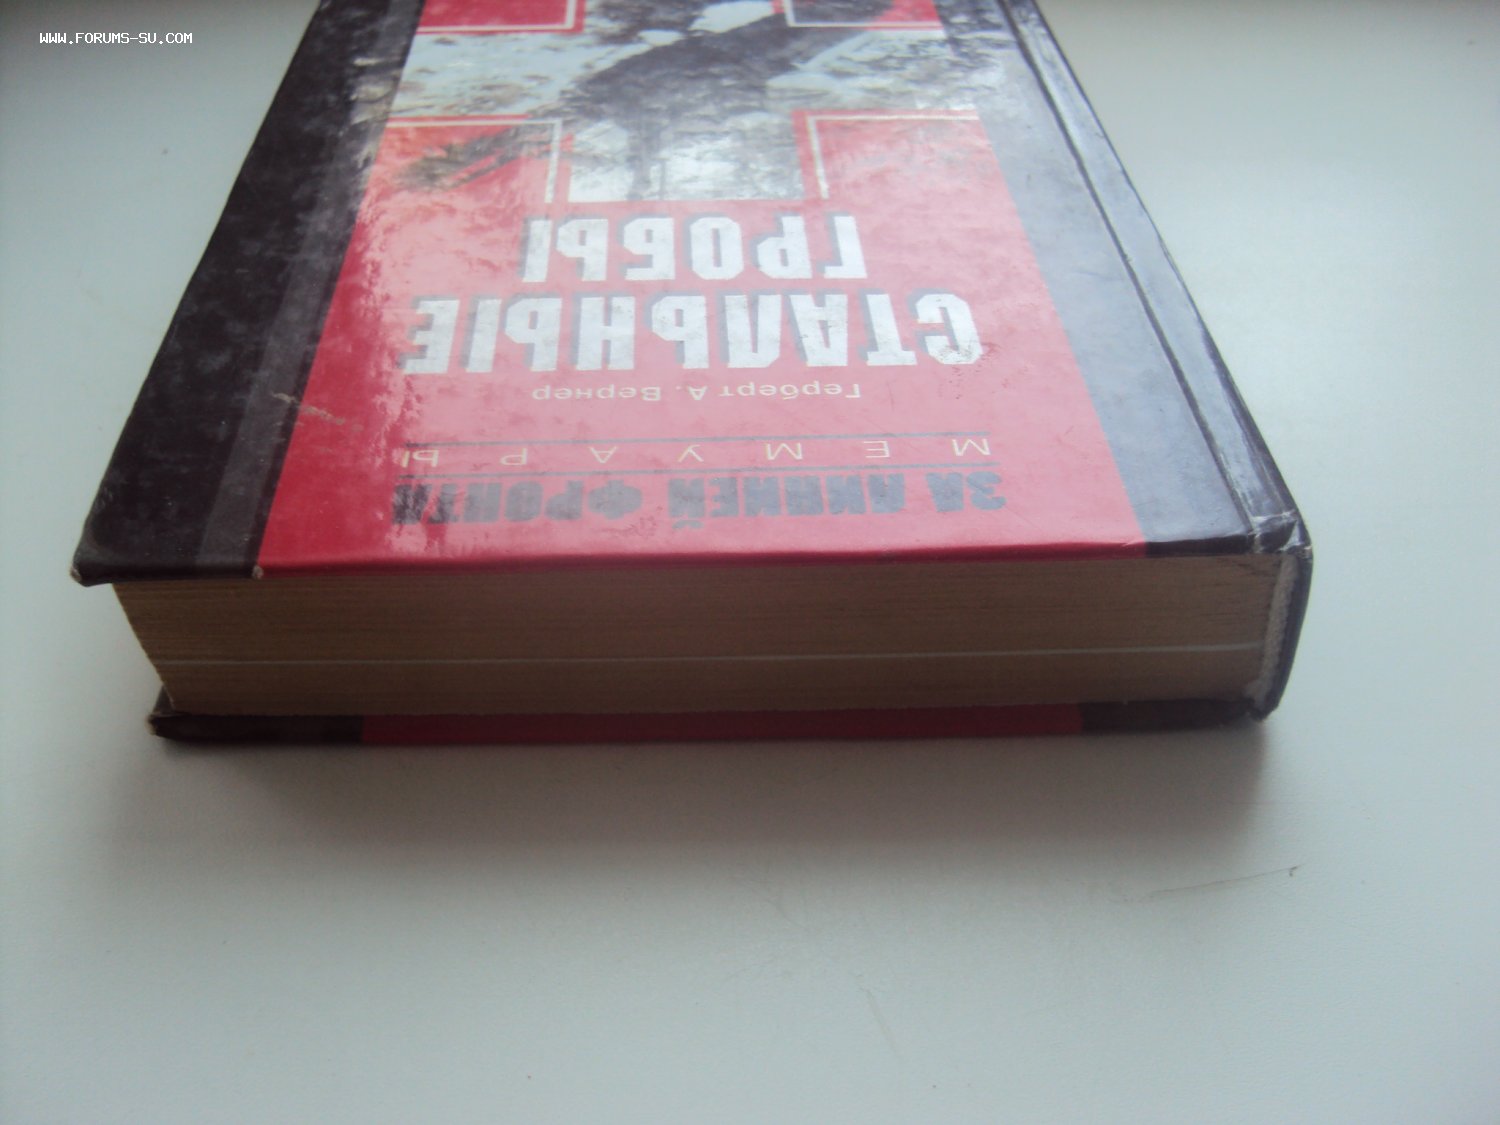 WWW.FORUMS-SU.COM
ЗА ЛИНИЕЙ ФРОНТА
МЕМУАРЫ
Герберт А. Вернер
СТАЛЬНЫЕ
ГРОБЫ